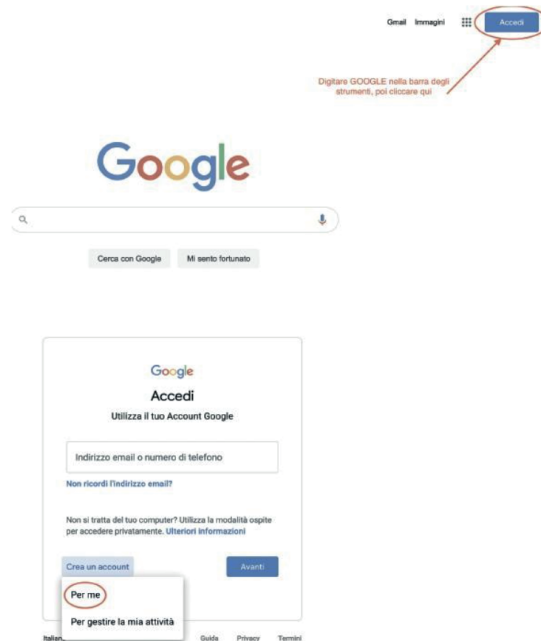 Gmail Immagini Accedi
Digitare GOOGLE nella barra degli
strumenti, poi cliccare qui
Google
Cerca con Google Mi sento fortunato
Google
Accedi
Utilizza il tuo Account Google
Indirizzo email o numero di telefono
Non ricordi l'indirizzo email?
Non si tratta del tuo computer? Utilizza la modalità ospite
per accedere privatamente. Ulteriori informazioni
Crea un account Avanti
Per me
Per gestire la mia attività
Italian Guida Privacy Termini